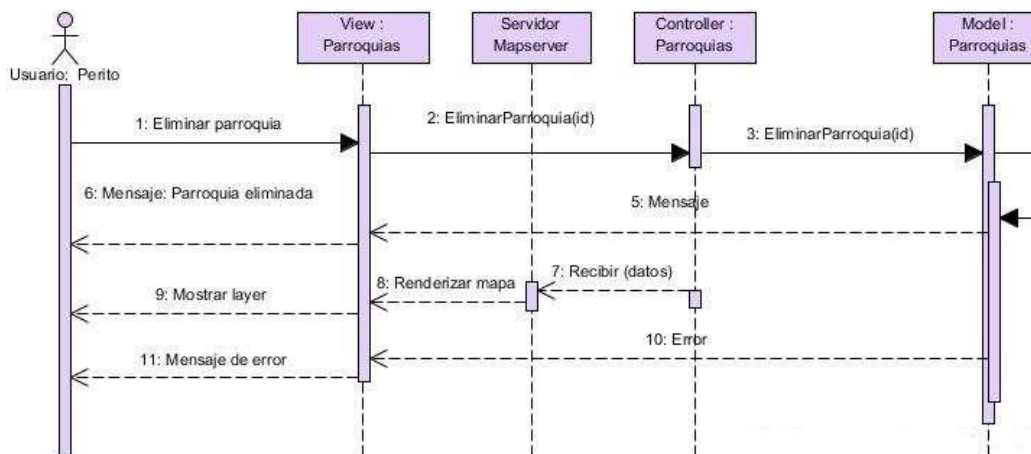 View :
Parroquias
Servidor
Mapserver
Controller :
Parroquias
Model :
Parroquias
Usuario: Perito
1: Eliminar parroquia
2: EliminarParroquia(id)
3: EliminarParroquia(id)
6: Mensaje: Parroquia eliminada
5: Mensaje
7: Recibir (datos)
8: Renderizar mapa
9: Mostrar layer
10: Error
11: Mensaje de error